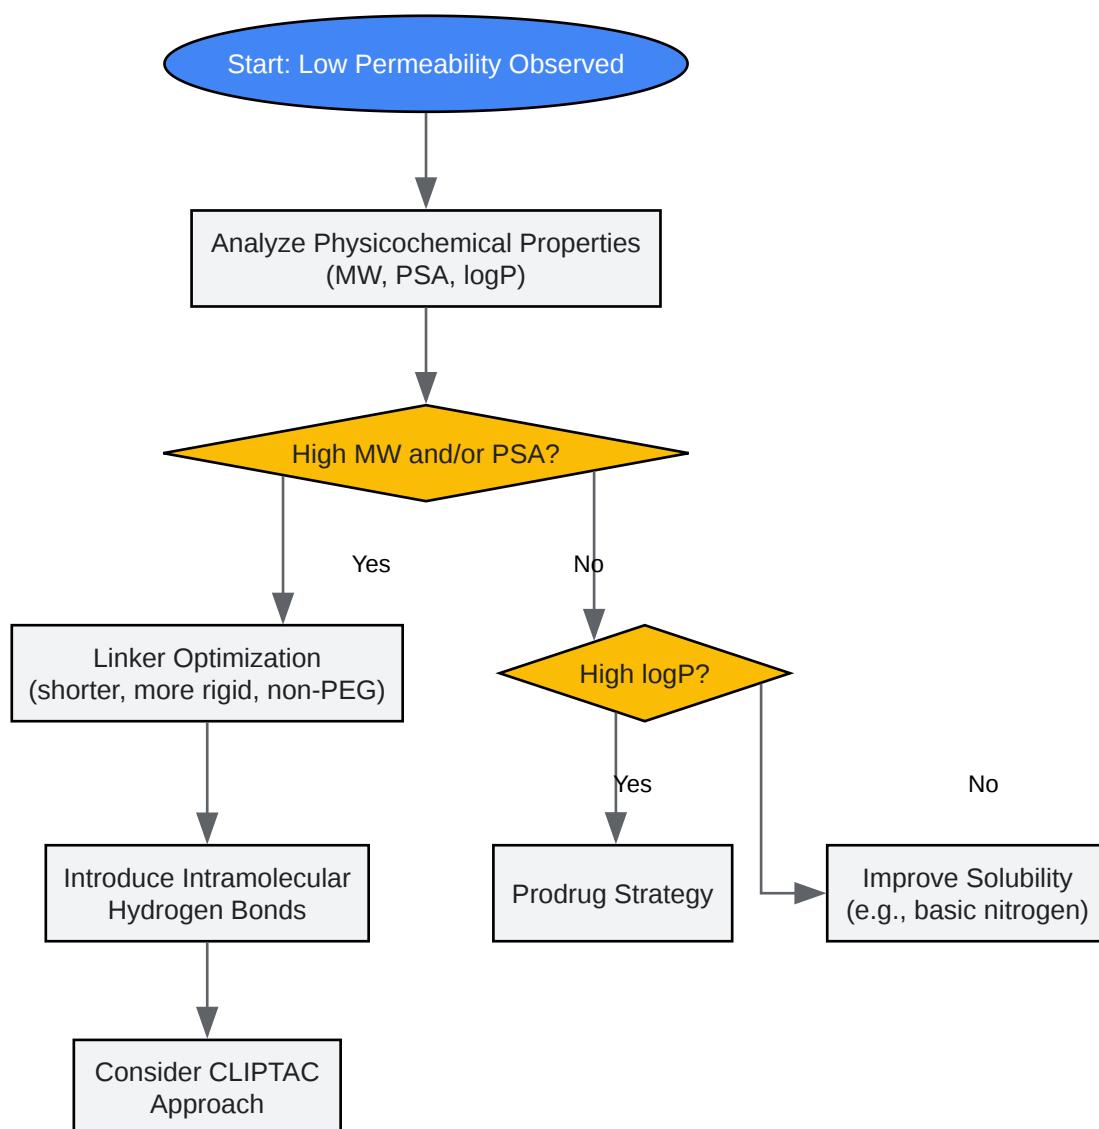 Start: Low Permeability Observed
Analyze Physicochemical Properties
(MW, PSA, logP)
High MW and/or PSA?
Yes
No
Linker Optimization
(shorter, more rigid, non-PEG)
High logP?
Yes
No
Introduce Intramolecular
Hydrogen Bonds
Prodrug Strategy
Improve Solubility
(e.g., basic nitrogen)
Consider CLIPTAC
Approach